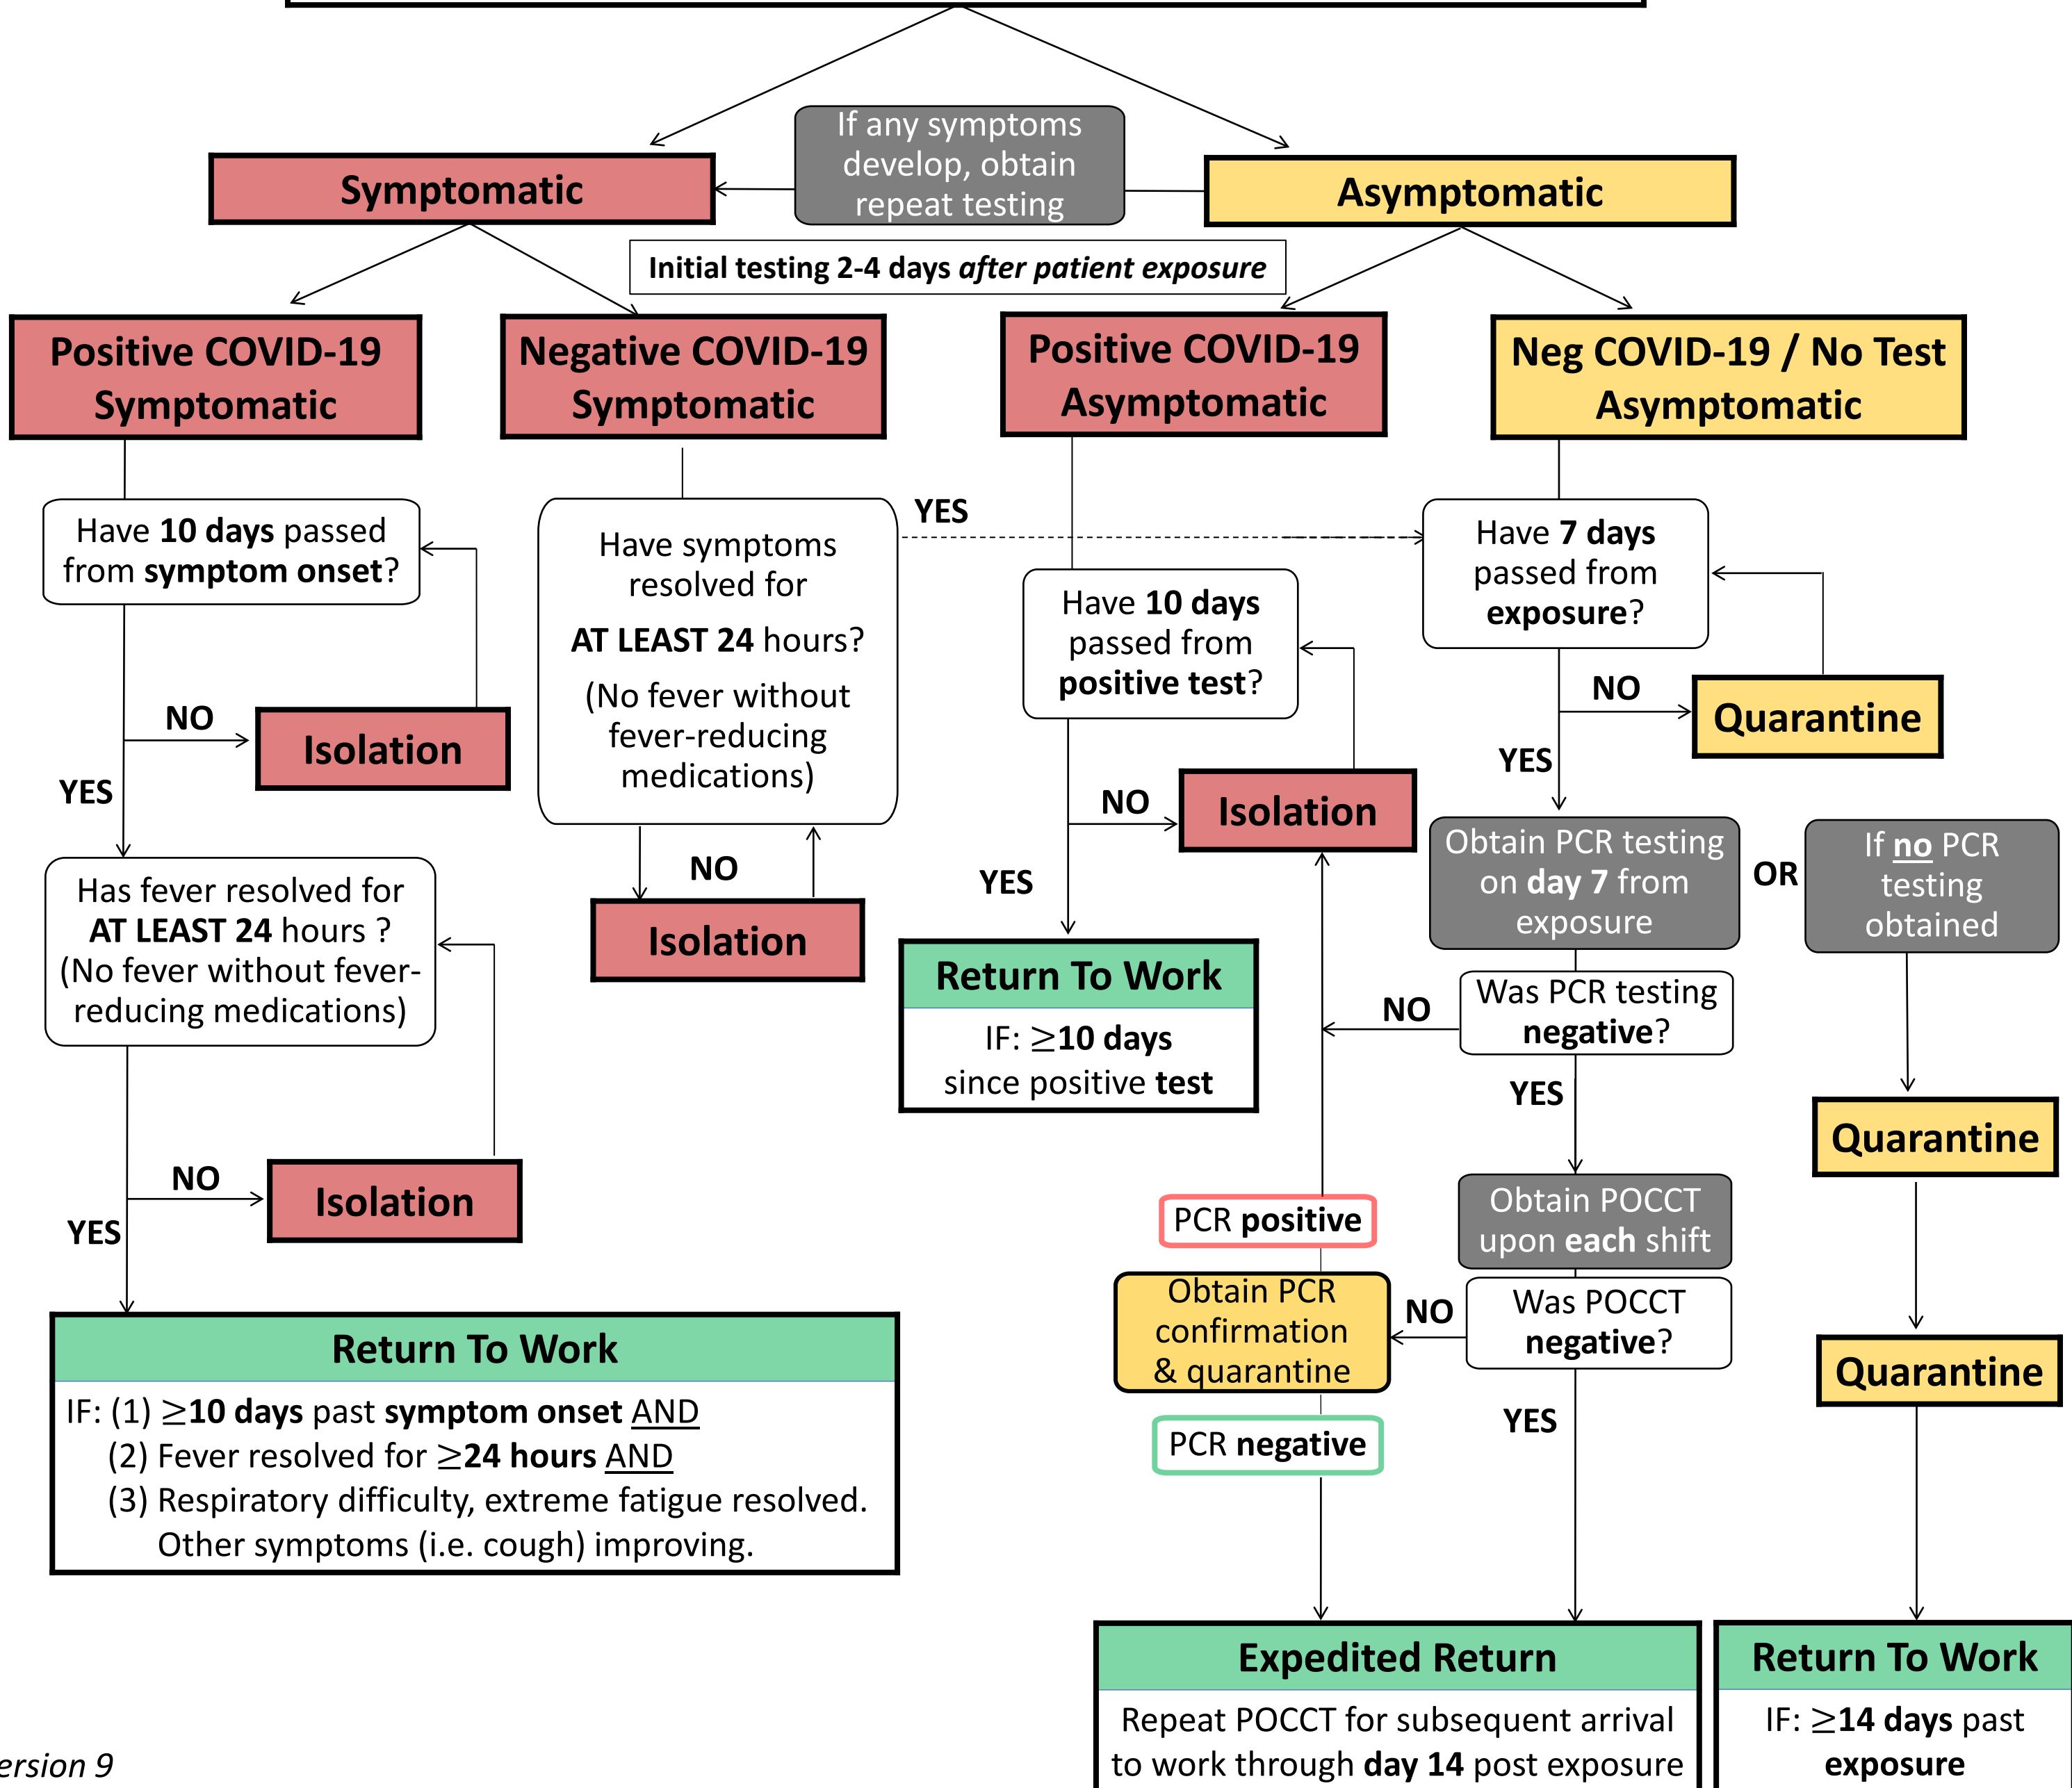 If any symptoms
develop, obtain
repeat testing
Symptomatic
Asymptomatic
Initial testing 2-4 days after patient exposure
Positive COVID-19
Symptomatic
Negative COVID-19
Symptomatic
Positive COVID-19
Asymptomatic
Neg COVID-19 / No Test
Asymptomatic
Have 10 days passed
from symptom onset?
NO
Isolation
YES
Has fever resolved for
AT LEAST 24 hours ?
(No fever without fever-
reducing medications)
NO
Isolation
YES
Return To Work
IF: (1) ≥10 days past symptom onset AND
(2) Fever resolved for ≥24 hours AND
(3) Respiratory difficulty, extreme fatigue resolved.
Other symptoms (i.e. cough) improving.
Have symptoms
resolved for
AT LEAST 24 hours?
(No fever without
fever-reducing
medications)
YES
NO
Isolation
Have 10 days
passed from
positive test?
NO
Isolation
YES
Return To Work
IF: ≥10 days
since positive test
Have 7 days
passed from
exposure?
NO
Quarantine
YES
Obtain PCR testing
on day 7 from
exposure
OR
If no PCR
testing
obtained
Was PCR testing
negative?
NO
YES
Quarantine
Obtain POCCT
upon each shift
PCR positive
Was POCCT
negative?
NO
Obtain PCR
confirmation
& quarantine
Quarantine
PCR negative
YES
Expedited Return
Repeat POCCT for subsequent arrival
to work through day 14 post exposure
Return To Work
IF: ≥14 days past
exposure
ersion 9